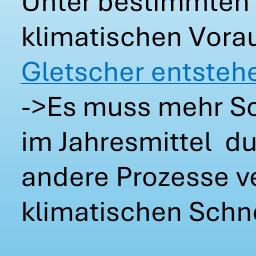 Unter bestimmten
klimatischen Vorau
Gletscher entstehe
->Es muss mehr Sc
im Jahresmittel du
andere Prozesse ve
klimatischen Schne